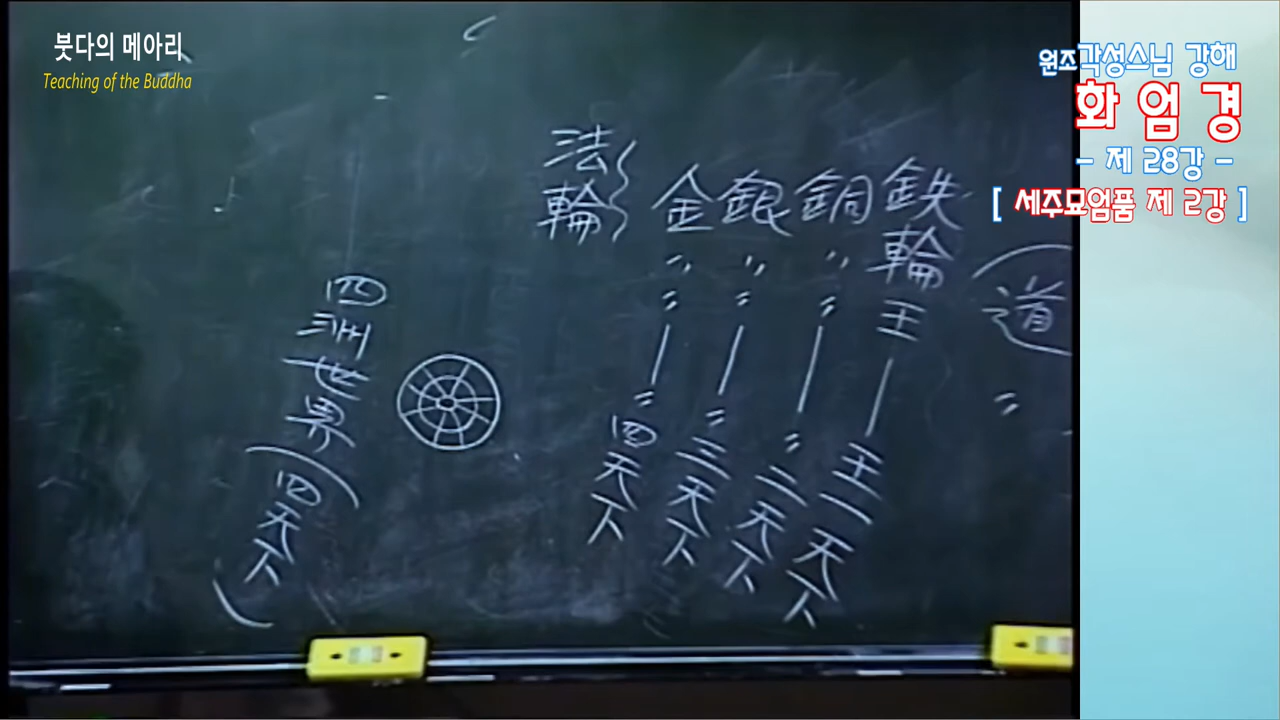 붓다의 메아리
Teaching of the Buddha
원조각성스님 강해
화엄경
- 제 28강 -
[ 세주묘엄품 제 2강 ]
道 〃
鉄輪王 — 王一天下
銅〃〃 — 〃二天下
銀〃〃 — 〃三天下
金〃〃 — 〃四天下
法輪
四洲世界(四天下)